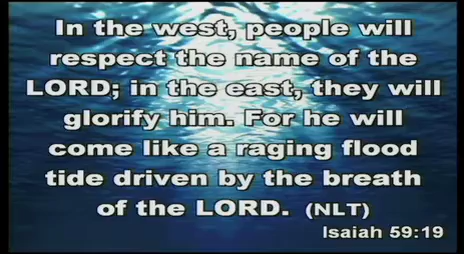 In the west, people will
respect the name of the
LORD; in the east, they will
glorify him. For he will
come like a raging flood
tide driven by the breath
of the LORD. (NLT)
Isaiah 59:19